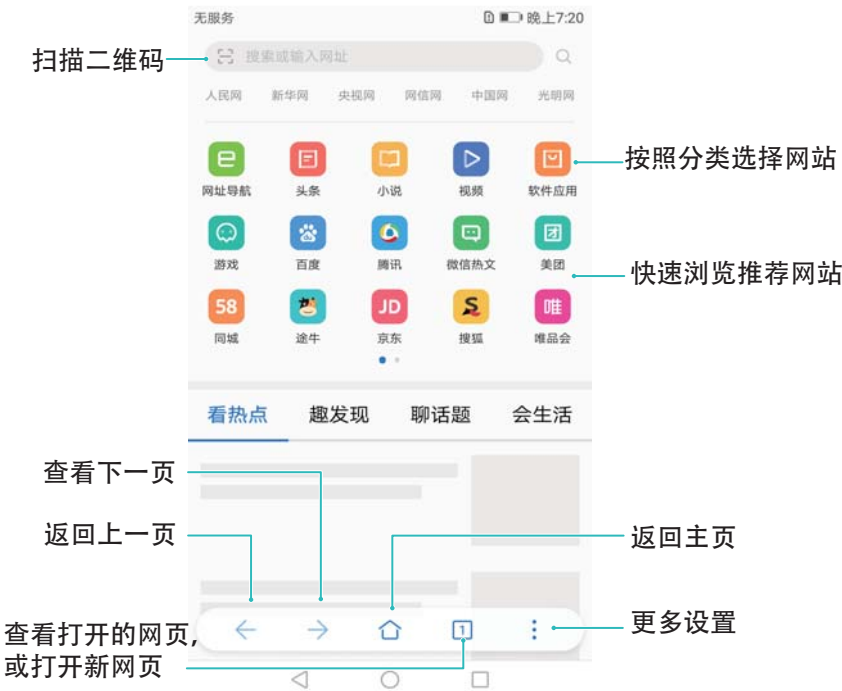 无服务
晚上7:20
扫描二维码
搜索或输入网址
人民网 新华网 央视网 网信网 中国网 光明网
按照分类选择网站
网址导航 头条 小说 视频 软件应用
团
游戏 百度 腾讯 微信热文 美团
快速浏览推荐网站
58 JD S 唯
同城 途牛 京东 搜狐 唯品会
看热点 趣发现 聊话题 会生活
查看下一页
返回上一页
返回主页
1
更多设置
查看打开的网页,
或打开新网页